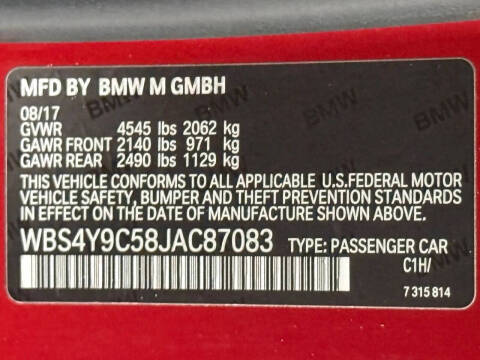 MFD BY BMW M GMBH
08/17
GVWR 4545 lbs 2062 kg
GAWR FRONT 2140 lbs 971 kg
GAWR REAR 2490 lbs 1129 kg
THIS VEHICLE CONFORMS TO ALL APPLICABLE U.S.FEDERAL MOTOR
VEHICLE SAFETY, BUMPER AND THEFT PREVENTION STANDARDS
IN EFFECT ON THE DATE OF MANUFACTURE SHOWN ABOVE.
WBS4Y9C58JAC87083 TYPE: PASSENGER CAR
C1H/
7 315 814
BMW
BMW